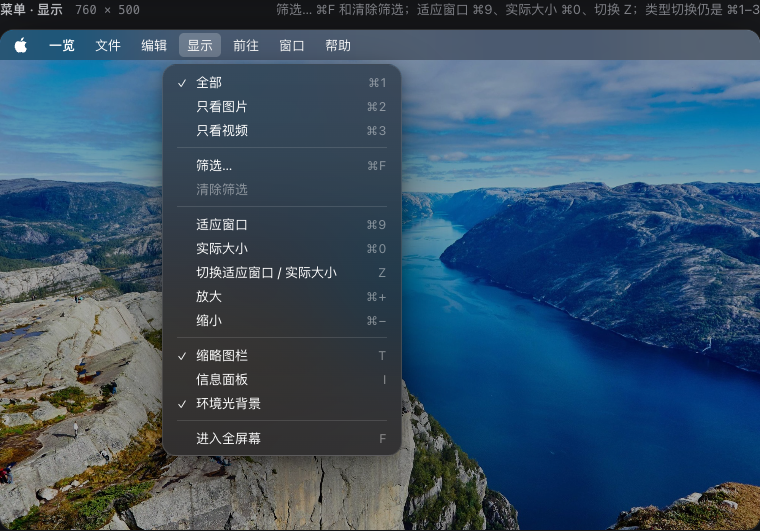 菜单 · 显示 760 × 500 筛选... ⌘F 和清除筛选；适应窗口 ⌘9、实际大小 ⌘0、切换 Z；类型切换仍是 ⌘1–3
一览 文件 编辑 显示 前往 窗口 帮助
✓ 全部 ⌘1
只看图片 ⌘2
只看视频 ⌘3
筛选... ⌘F
清除筛选
适应窗口 ⌘9
实际大小 ⌘0
切换适应窗口 / 实际大小 Z
放大 ⌘+
缩小 ⌘−
✓ 缩略图栏 T
信息面板 I
✓ 环境光背景
进入全屏幕 F